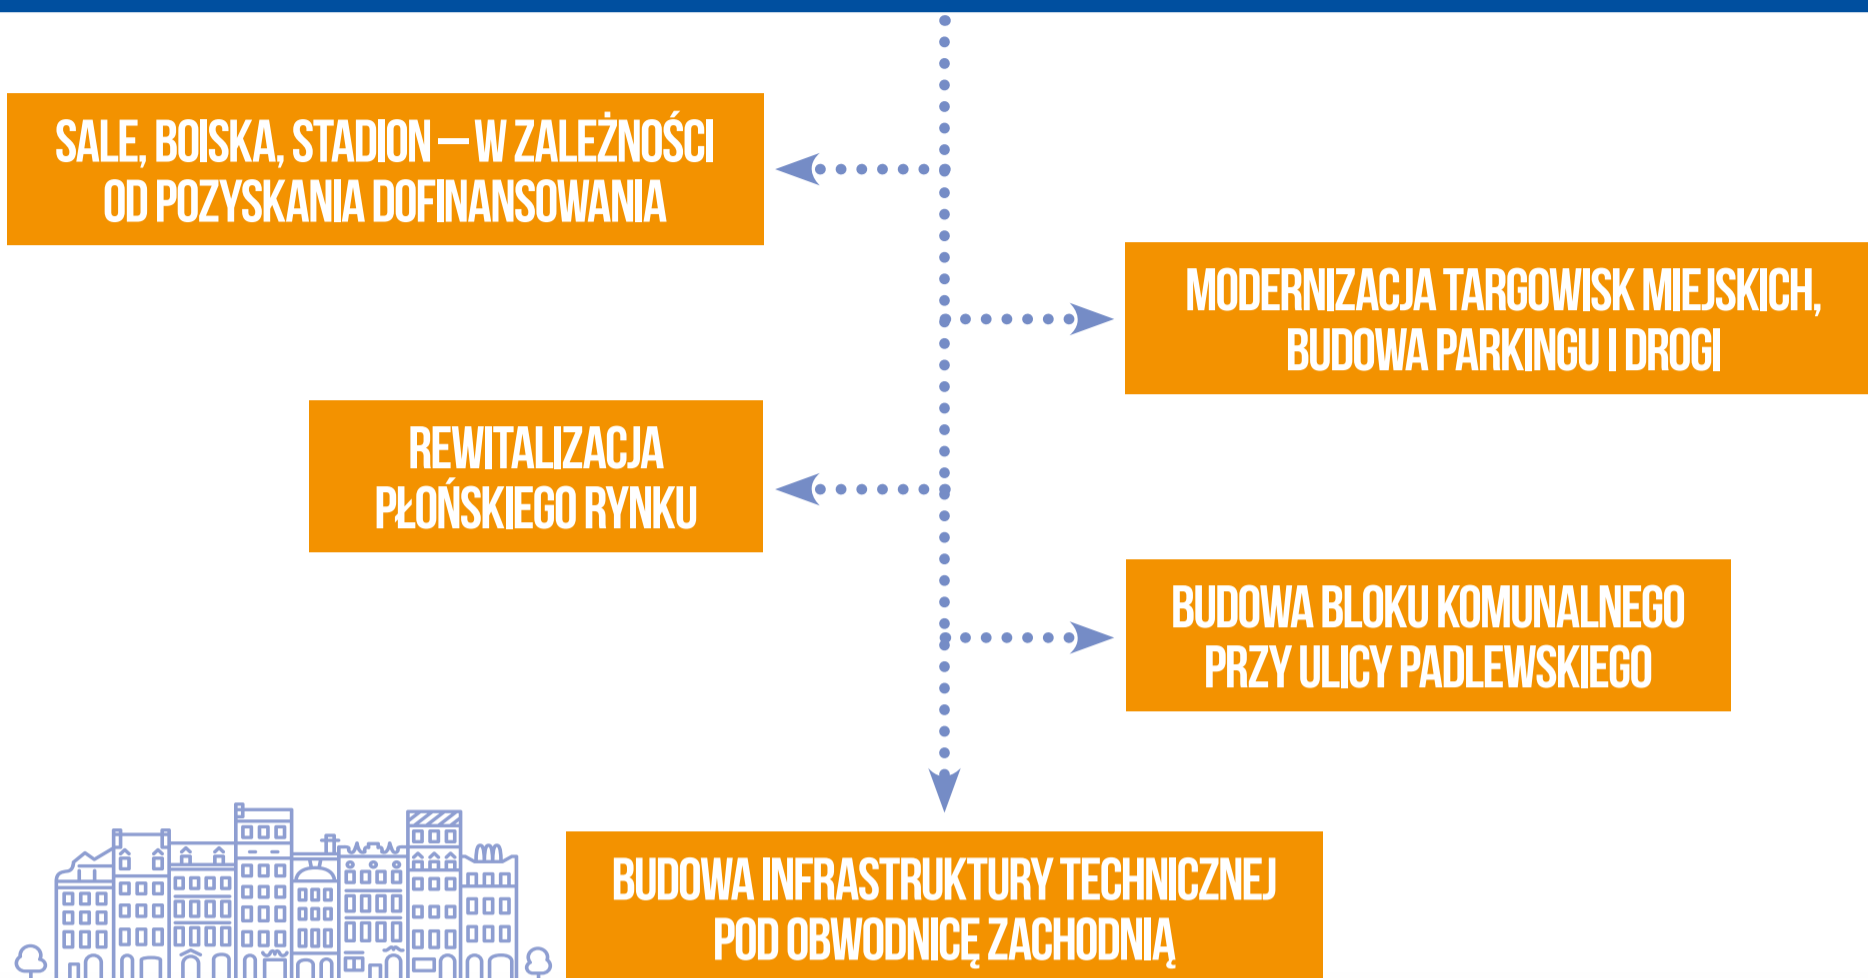 SALE, BOISKA, STADION – W ZALEŻNOŚCI
OD POZYSKANIA DOFINANSOWANIA
MODERNIZACJA TARGOWISK MIEJSKICH,
BUDOWA PARKINGU I DROGI
REWITALIZACJA
PŁOŃSKIEGO RYNKU
BUDOWA BLOKU KOMUNALNEGO
PRZY ULICY PADLEWSKIEGO
BUDOWA INFRASTRUKTURY TECHNICZNEJ
POD OBWODNICĘ ZACHODNIĄ